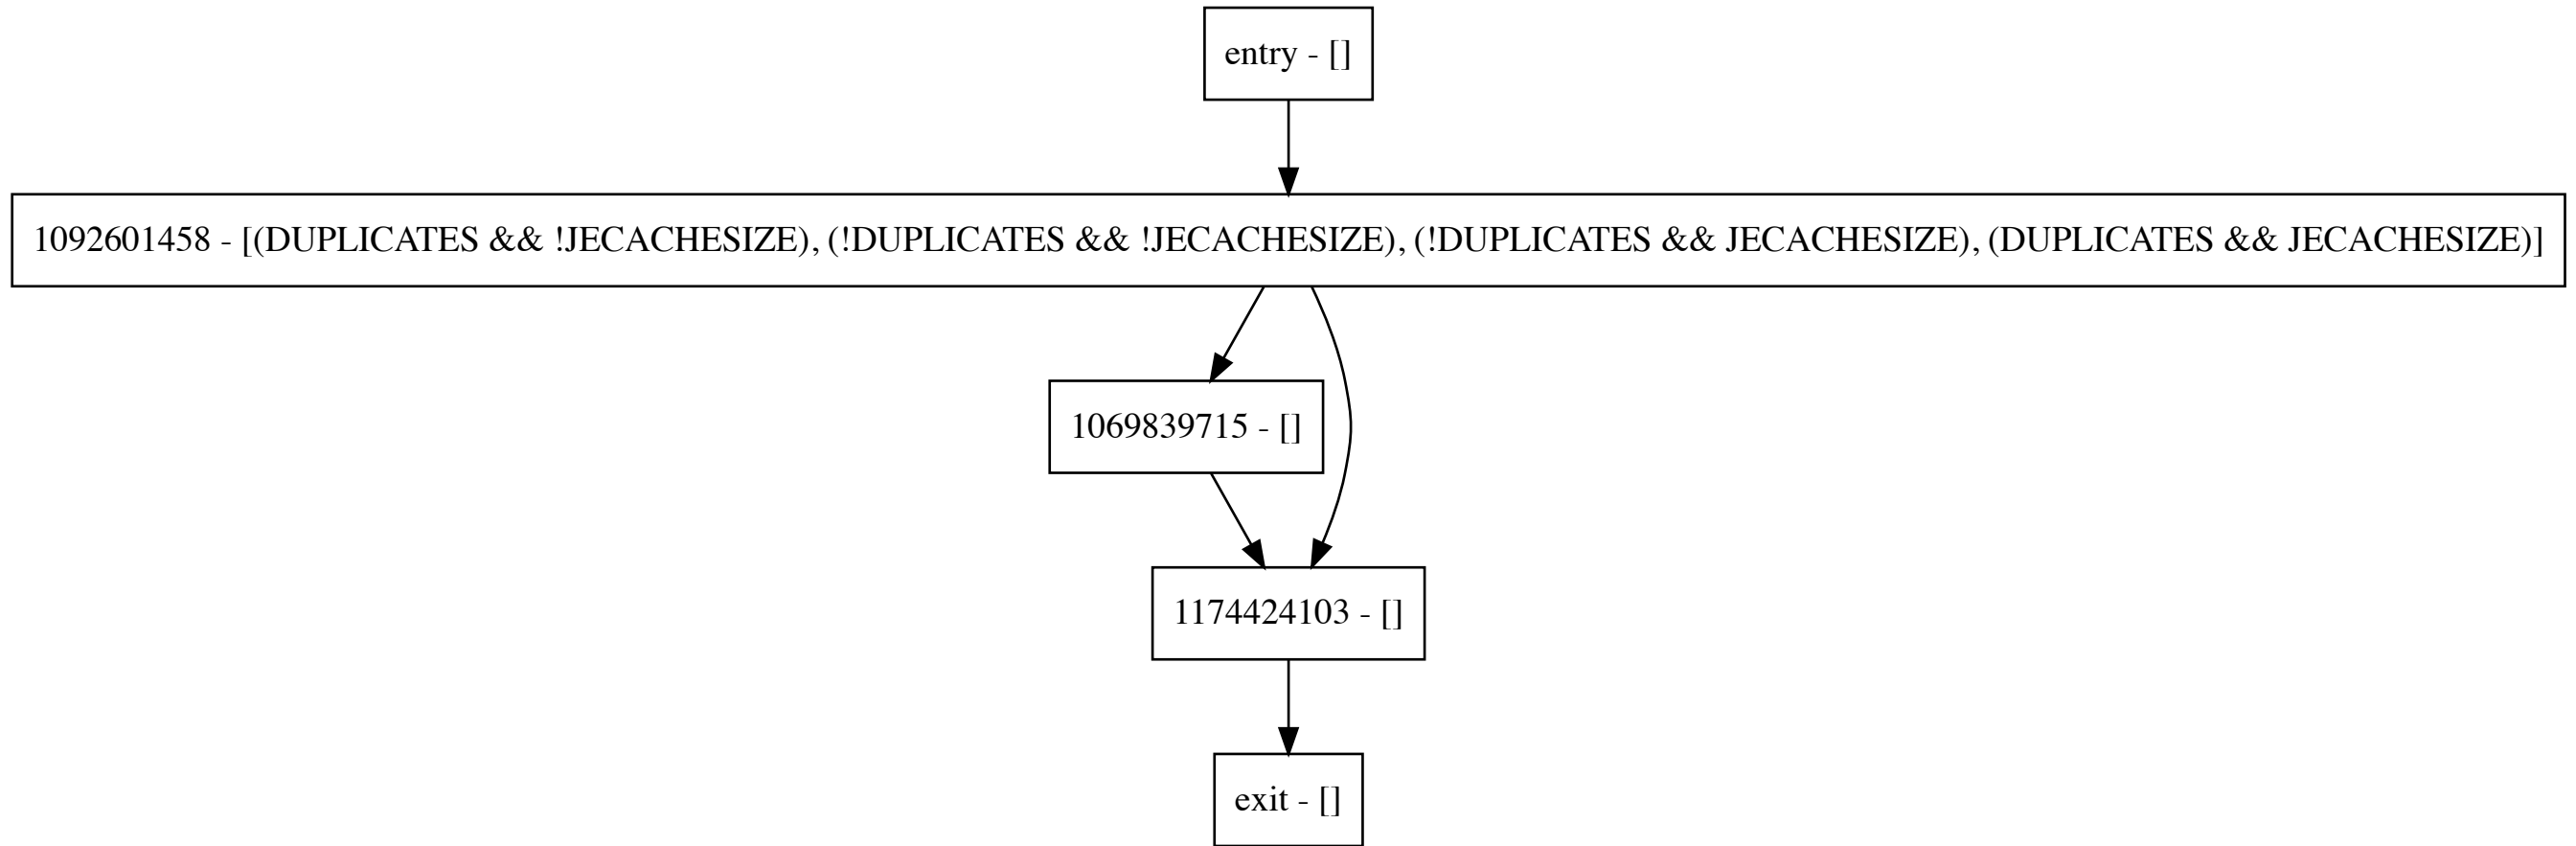 entry - []
1092601458 - [(DUPLICATES && !JECACHESIZE), (!DUPLICATES && !JECACHESIZE), (!DUPLICATES && JECACHESIZE), (DUPLICATES && JECACHESIZE)]
1069839715 - []
1174424103 - []
exit - []